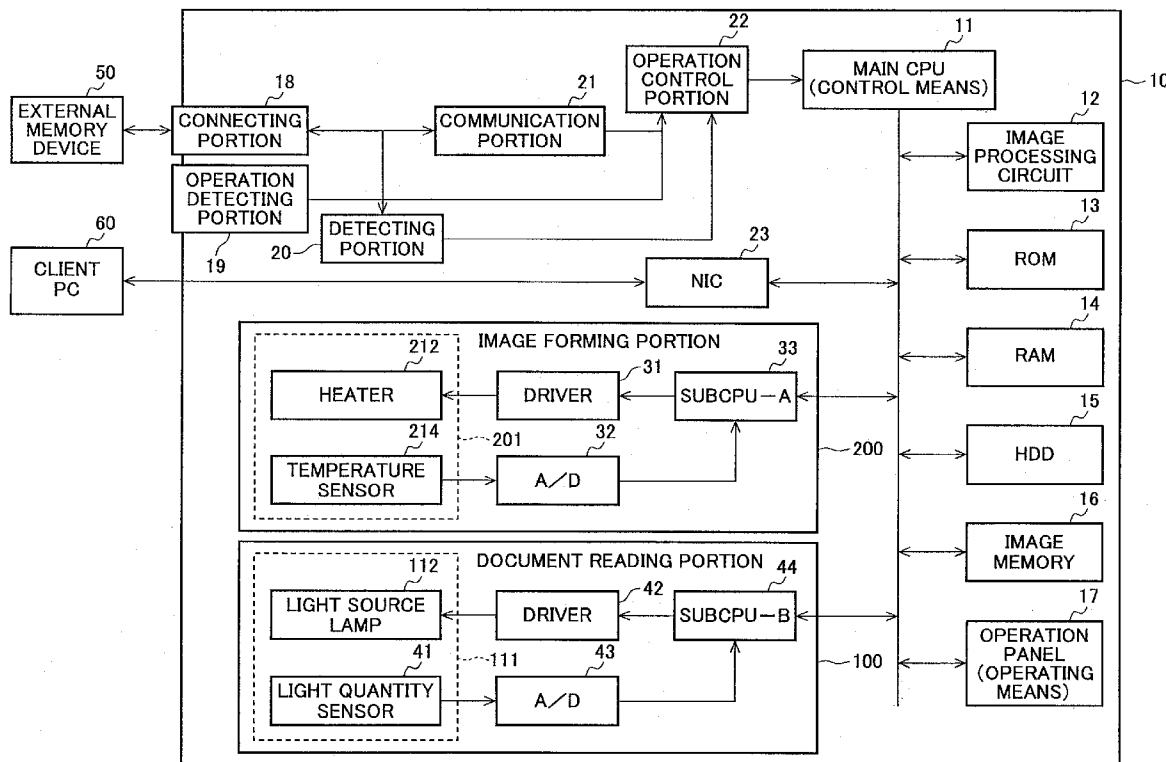 22
11
10
50
18
21
OPERATION
CONTROL
PORTION
MAIN CPU
(CONTROL MEANS)
EXTERNAL
MEMORY
DEVICE
CONNECTING
PORTION
COMMUNICATION
PORTION
12
IMAGE
PROCESSING
CIRCUIT
OPERATION
DETECTING
PORTION
19
20
DETECTING
PORTION
60
CLIENT
PC
23
NIC
13
ROM
IMAGE FORMING PORTION
212
HEATER
31
DRIVER
33
SUBCPU-A
14
RAM
214
TEMPERATURE
SENSOR
201
32
A/D
200
15
HDD
DOCUMENT READING PORTION
112
LIGHT SOURCE
LAMP
42
DRIVER
44
SUBCPU-B
16
IMAGE
MEMORY
41
LIGHT QUANTITY
SENSOR
111
43
A/D
100
17
OPERATION
PANEL
(OPERATING
MEANS)